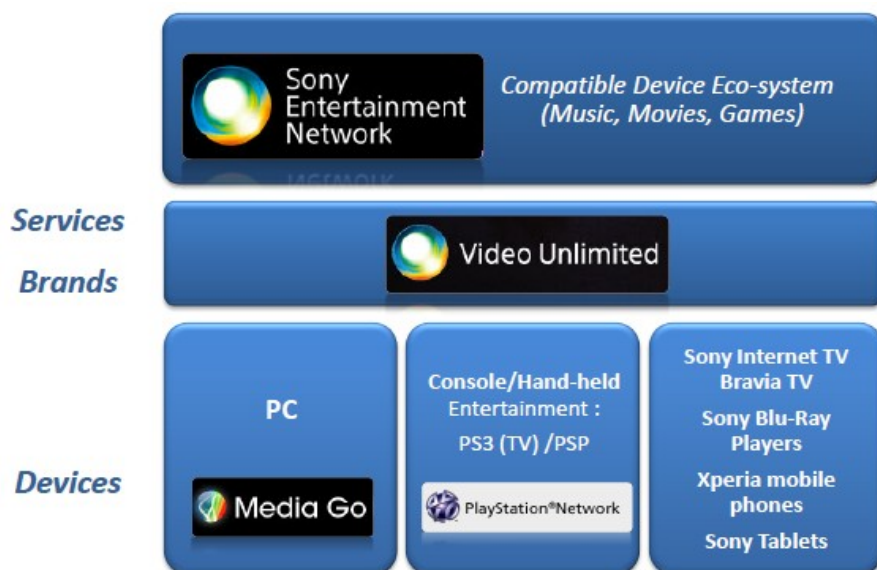 Sony
Entertainment
Network
Compatible Device Eco-system
(Music, Movies, Games)
Services
Brands
Video Unlimited
Devices
PC
Media Go
Console/Hand-held
Entertainment :
PS3 (TV) /PSP
PlayStation®Network
Sony Internet TV
Bravia TV
Sony Blu-Ray
Players
Xperia mobile
phones
Sony Tablets